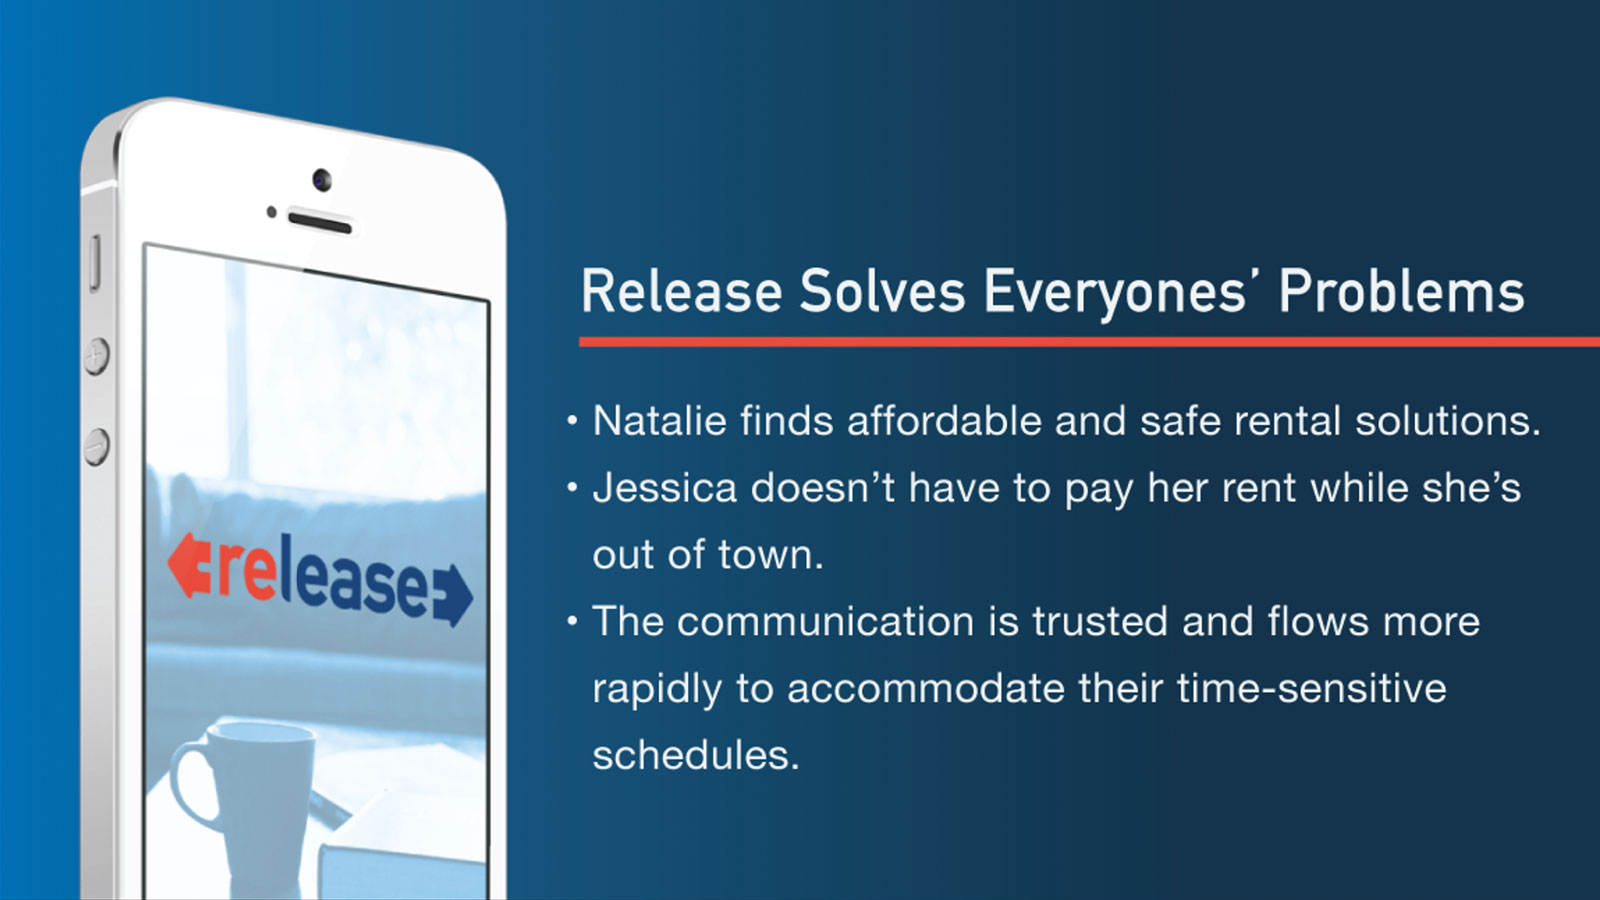 release
Release Solves Everyones’ Problems
• Natalie finds affordable and safe rental solutions.
• Jessica doesn’t have to pay her rent while she’s
out of town.
• The communication is trusted and flows more
rapidly to accommodate their time-sensitive
schedules.